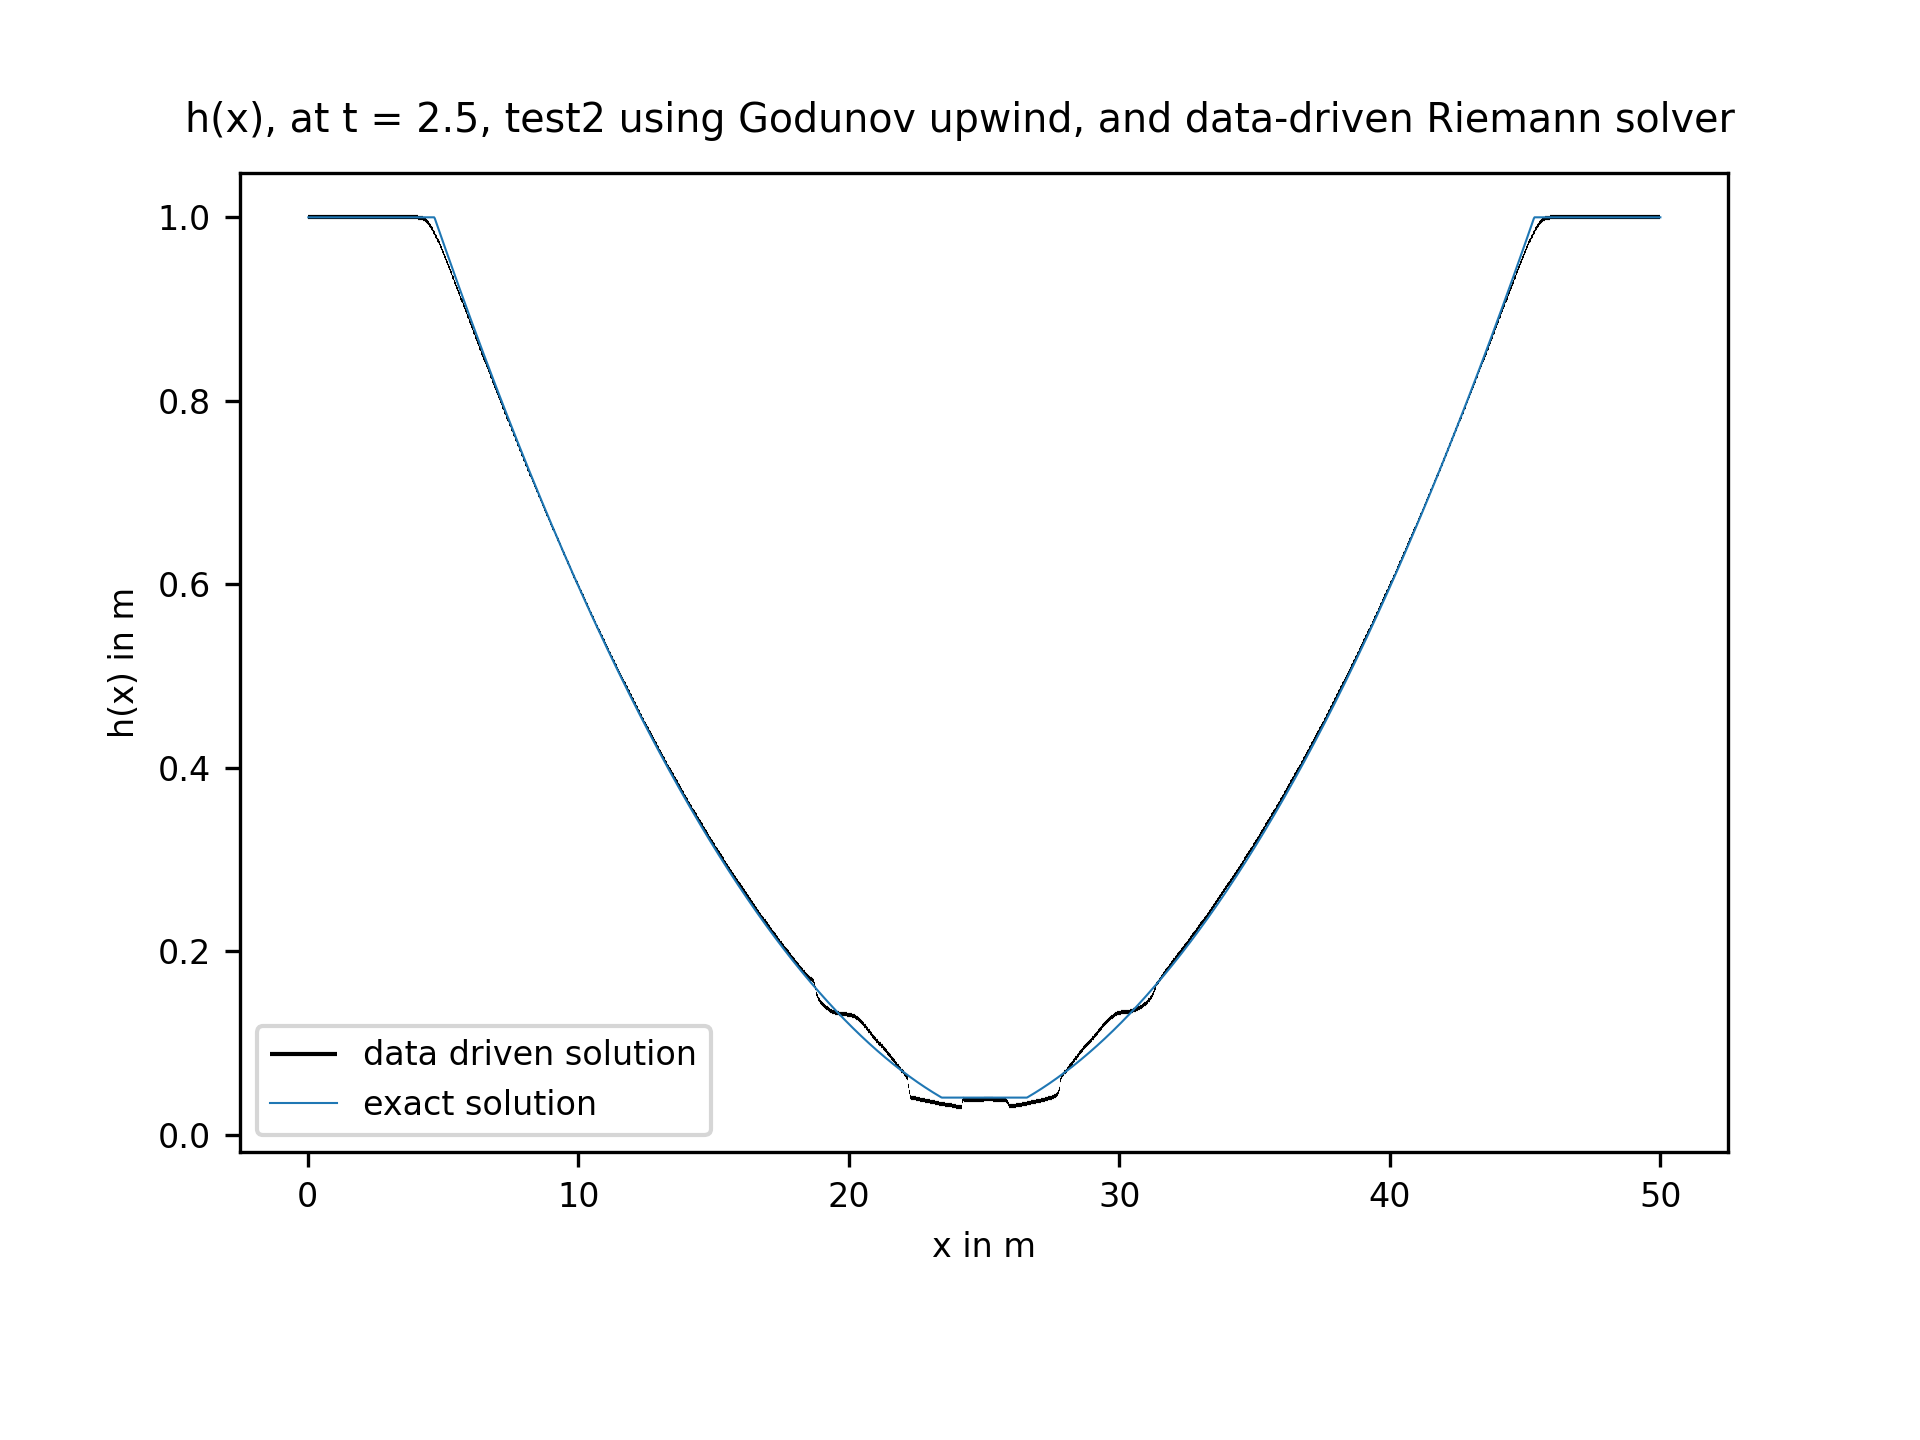 h(x), at t = 2.5, test2 using Godunov upwind, and data-driven Riemann solver
1.0
0.8
0.6
0.4
0.2
0.0
h(x) in m
data driven solution
exact solution
0 10 20 30 40 50
x in m